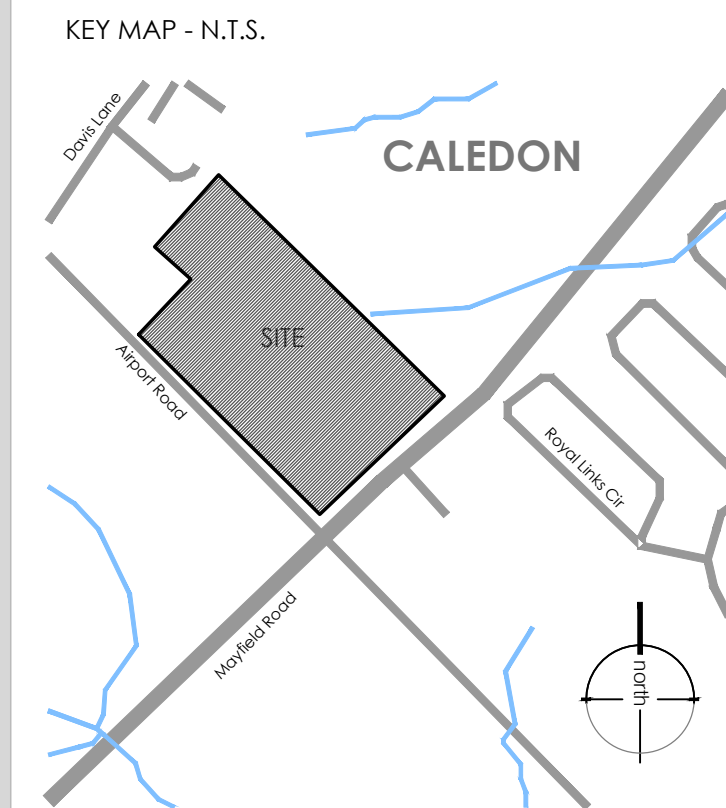 KEY MAP - N.T.S.
Davis Lane
CALEDON
SITE
Airport Road
Royal Links Cir
Mayfield Road
north